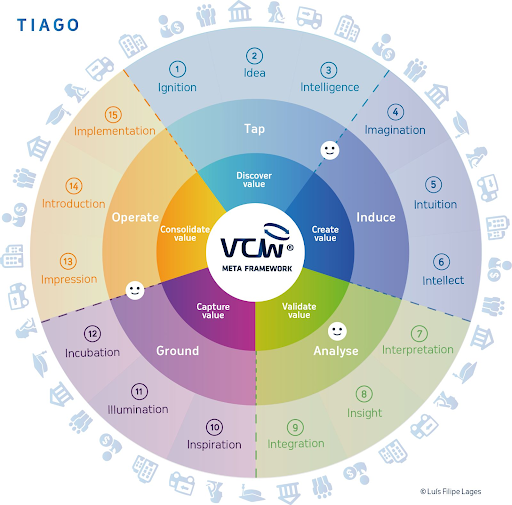 TIAGO
1
Ignition
2
Idea
3
Intelligence
4
Imagination
5
Intuition
6
Intellect
7
Interpretation
8
Insight
9
Integration
10
Inspiration
11
Illumination
12
Incubation
13
Impression
14
Introduction
15
Implementation
Tap
Induce
Analyse
Ground
Operate
Discover
value
Create
value
Validate
value
Capture
value
Consolidate
value
VCW®
META FRAMEWORK
© Luís Filipe Lages